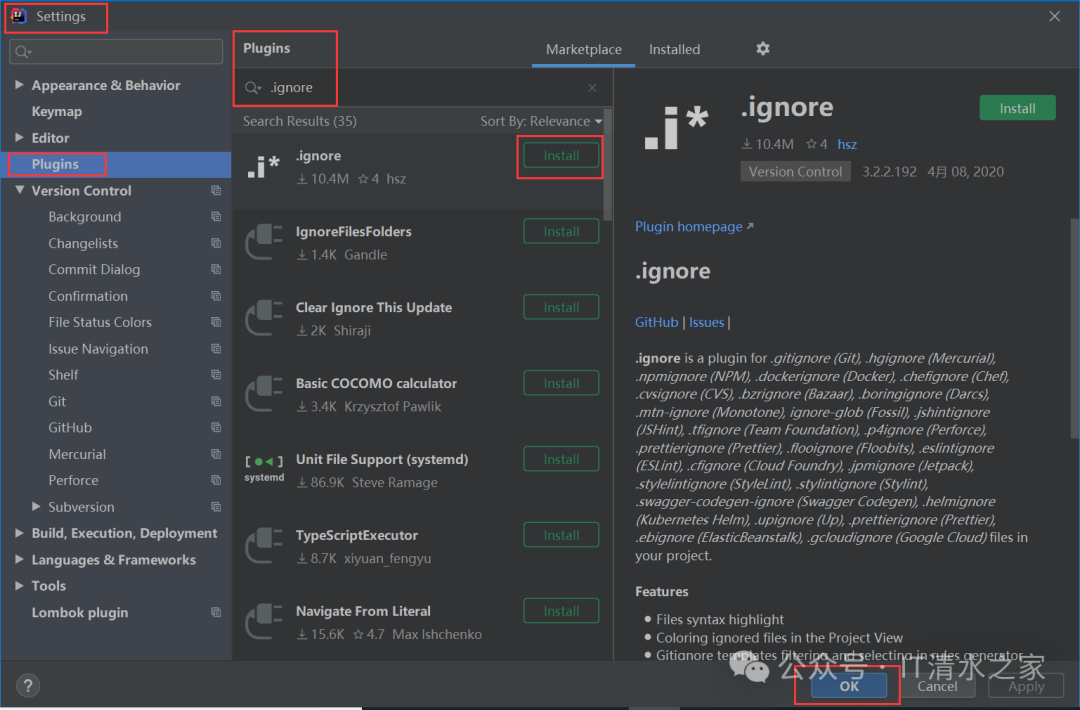 Settings
Appearance & Behavior
Keymap
Editor
Plugins
Version Control
Background
Changelists
Commit Dialog
Confirmation
File Status Colors
Issue Navigation
Shelf
Git
GitHub
Mercurial
Perforce
Subversion
Build, Execution, Deployment
Languages & Frameworks
Tools
Lombok plugin
?
Plugins
Marketplace
Installed
.ignore
Search Results (35)
Sort By: Relevance
.i*
.ignore
10.4M 4 hsz
Install
IgnoreFilesFolders
1.4K Gandle
Install
Clear Ignore This Update
2K Shiraji
Install
Basic COCOMO calculator
3.4K Krzysztof Pawlik
Install
systemd
Unit File Support (systemd)
86.9K Steve Ramage
Install
TypeScriptExecutor
8.7K xiyuan_fengyu
Install
Navigate From Literal
15.6K 4.7 Max Ishchenko
Install
.i*
.ignore
Install
10.4M 4 hsz
Version Control 3.2.2.192 4月 08, 2020
Plugin homepage
.ignore
GitHub | Issues |
.ignore is a plugin for .gitignore (Git), .hgignore (Mercurial),
.npmignore (NPM), .dockerignore (Docker), .chefignore (Chef),
.cvsignore (CVS), .bzrignore (Bazaar), .boringignore (Darcs),
.mtn-ignore (Monotone), ignore-glob (Fossil), .jshintignore
(JSHint), .tfignore (Team Foundation), .p4ignore (Perforce),
.prettierignore (Prettier), .flooignore (Floobits), .eslintignore
(ESLint), .cfignore (Cloud Foundry), .jpmignore (Jetpack),
.stylelintignore (StyleLint), .stylintignore (Stylint),
.swagger-codegen-ignore (Swagger Codegen), .helmignore
(Kubernetes Helm), .upignore (Up), .prettierignore (Prettier),
.ebignore (ElasticBeanstalk), .gcloudignore (Google Cloud) files in
your project.
Features
Files syntax highlight
Coloring ignored files in the Project View
Gitignore templates filtering and selecting in rules generator
公众号 · IT清水之家
OK
Cancel
Apply